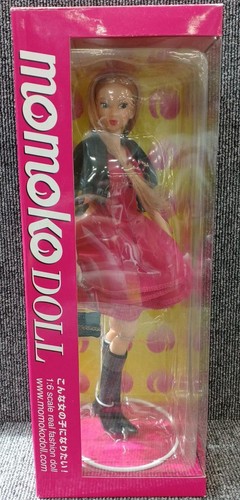 momoko DOLL
こんな女の子になりたい!
1:6 scale real fashion doll
www.momokodoll.com